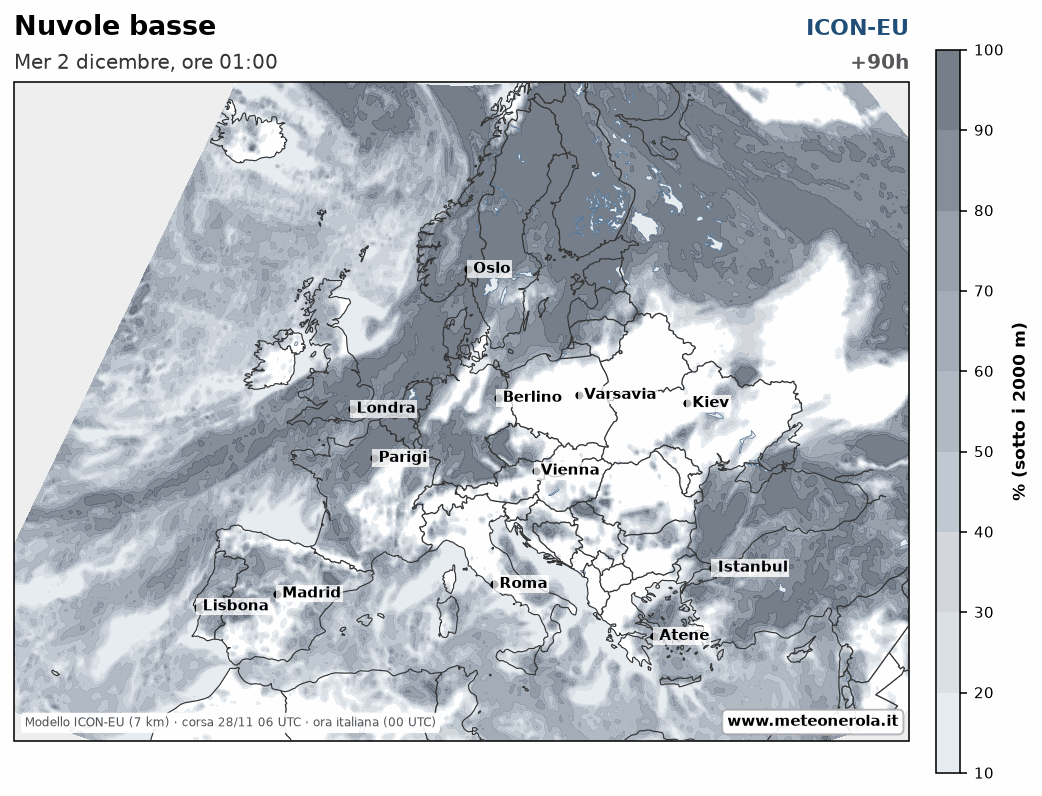 Nuvole basse
ICON-EU
Mer 2 dicembre, ore 01:00
+90h
100
90
80
70
60
50
40
30
20
10
% (sotto i 2000 m)
Oslo
Berlino
Varsavia
Kiev
Londra
Parigi
Vienna
Istanbul
Roma
Madrid
Lisbona
Atene
Modello ICON-EU (7 km) · corsa 28/11 06 UTC · ora italiana (00 UTC)
www.meteonerola.it